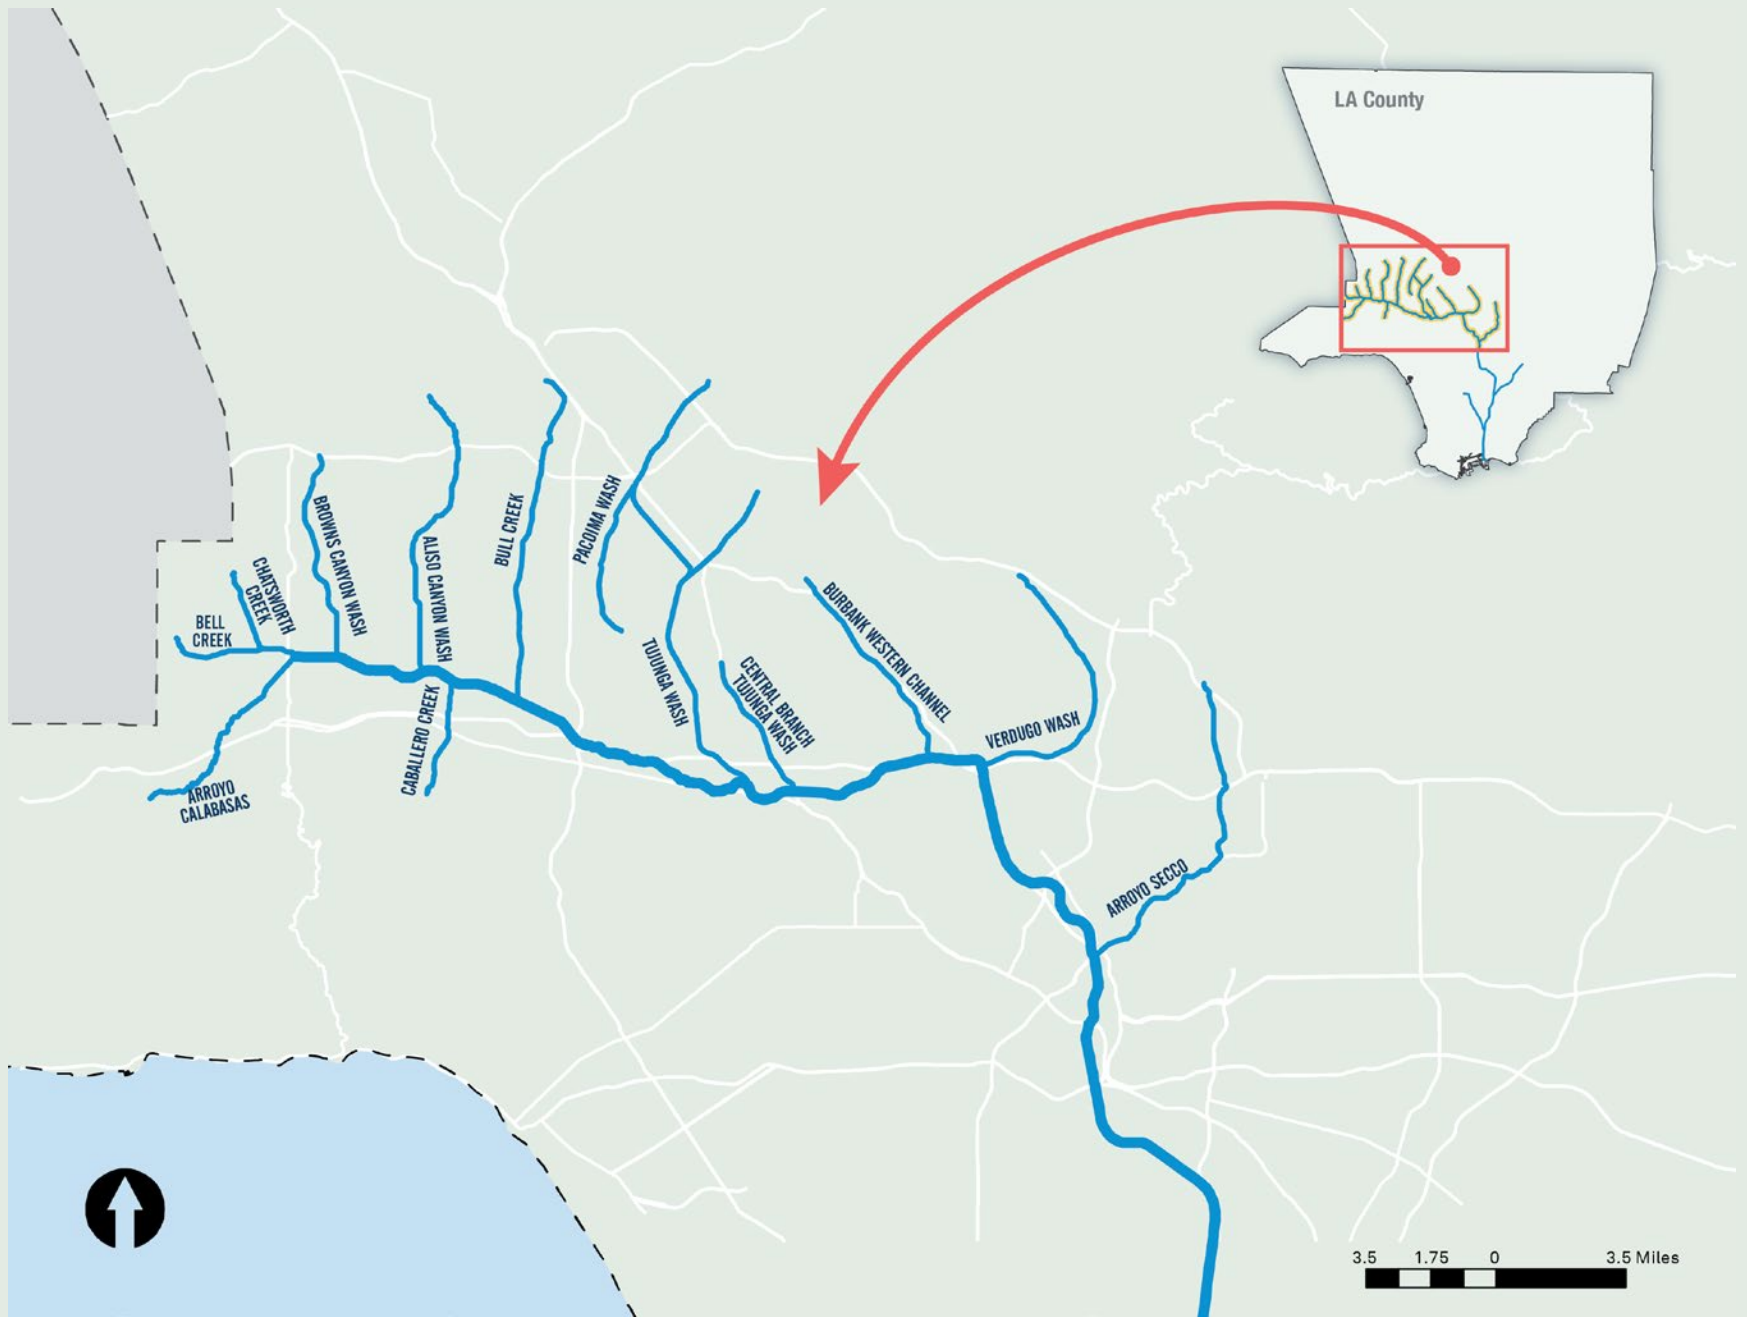 LA County
BROWNS CANYON WASH
ALISO CANYON WASH
BULL CREEK
PACOIMA WASH
CHATSWORTH
CREEK
BELL
CREEK
BURBANK WESTERN CHANNEL
TUJUNGA WASH
CENTRAL BRANCH
TUJUNGA WASH
CABALLERO CREEK
VERDUGO WASH
ARROYO
CALABASAS
ARROYO SECCO
3.5 1.75 0 3.5 Miles